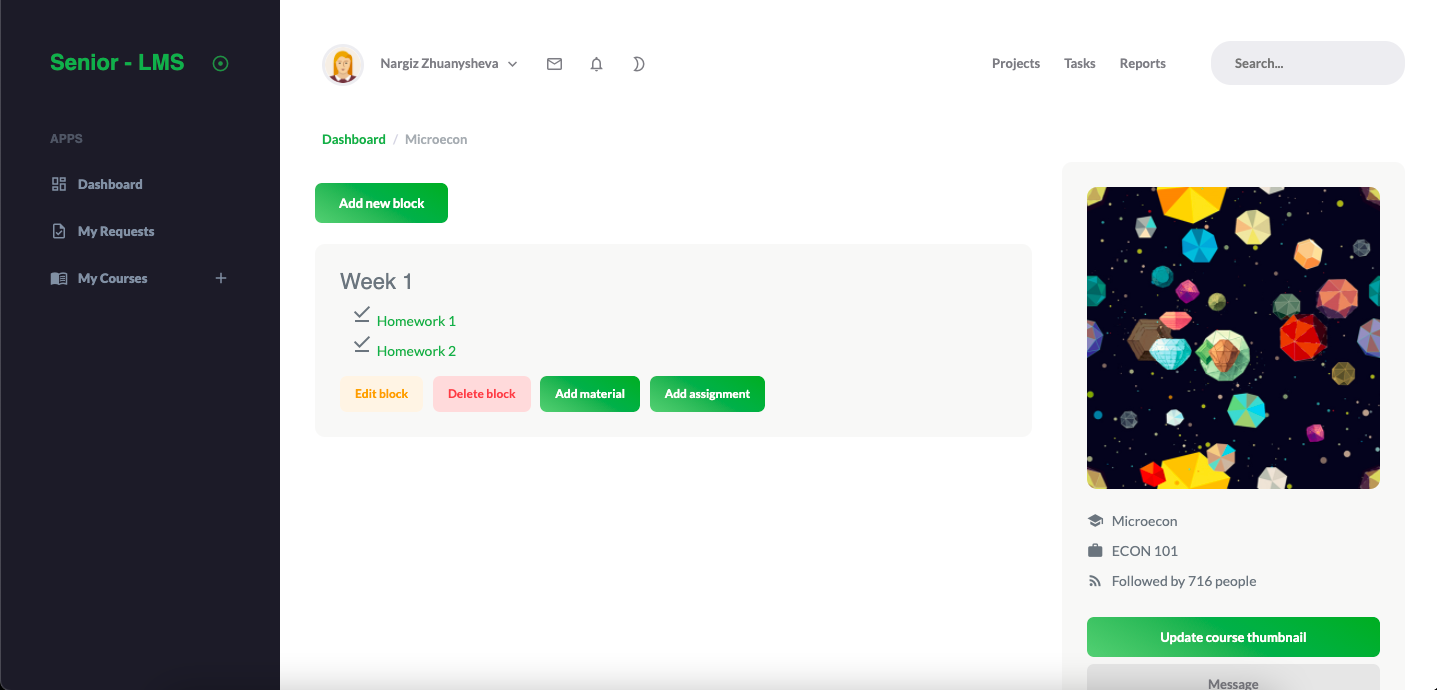 Senior - LMS
APPS
Dashboard
My Requests
My Courses
Nargiz Zhuanysheva
Projects Tasks Reports Search...
Dashboard / Microecon
Add new block
Week 1
Homework 1
Homework 2
Edit block Delete block Add material Add assignment
Microecon
ECON 101
Followed by 716 people
Update course thumbnail
Message